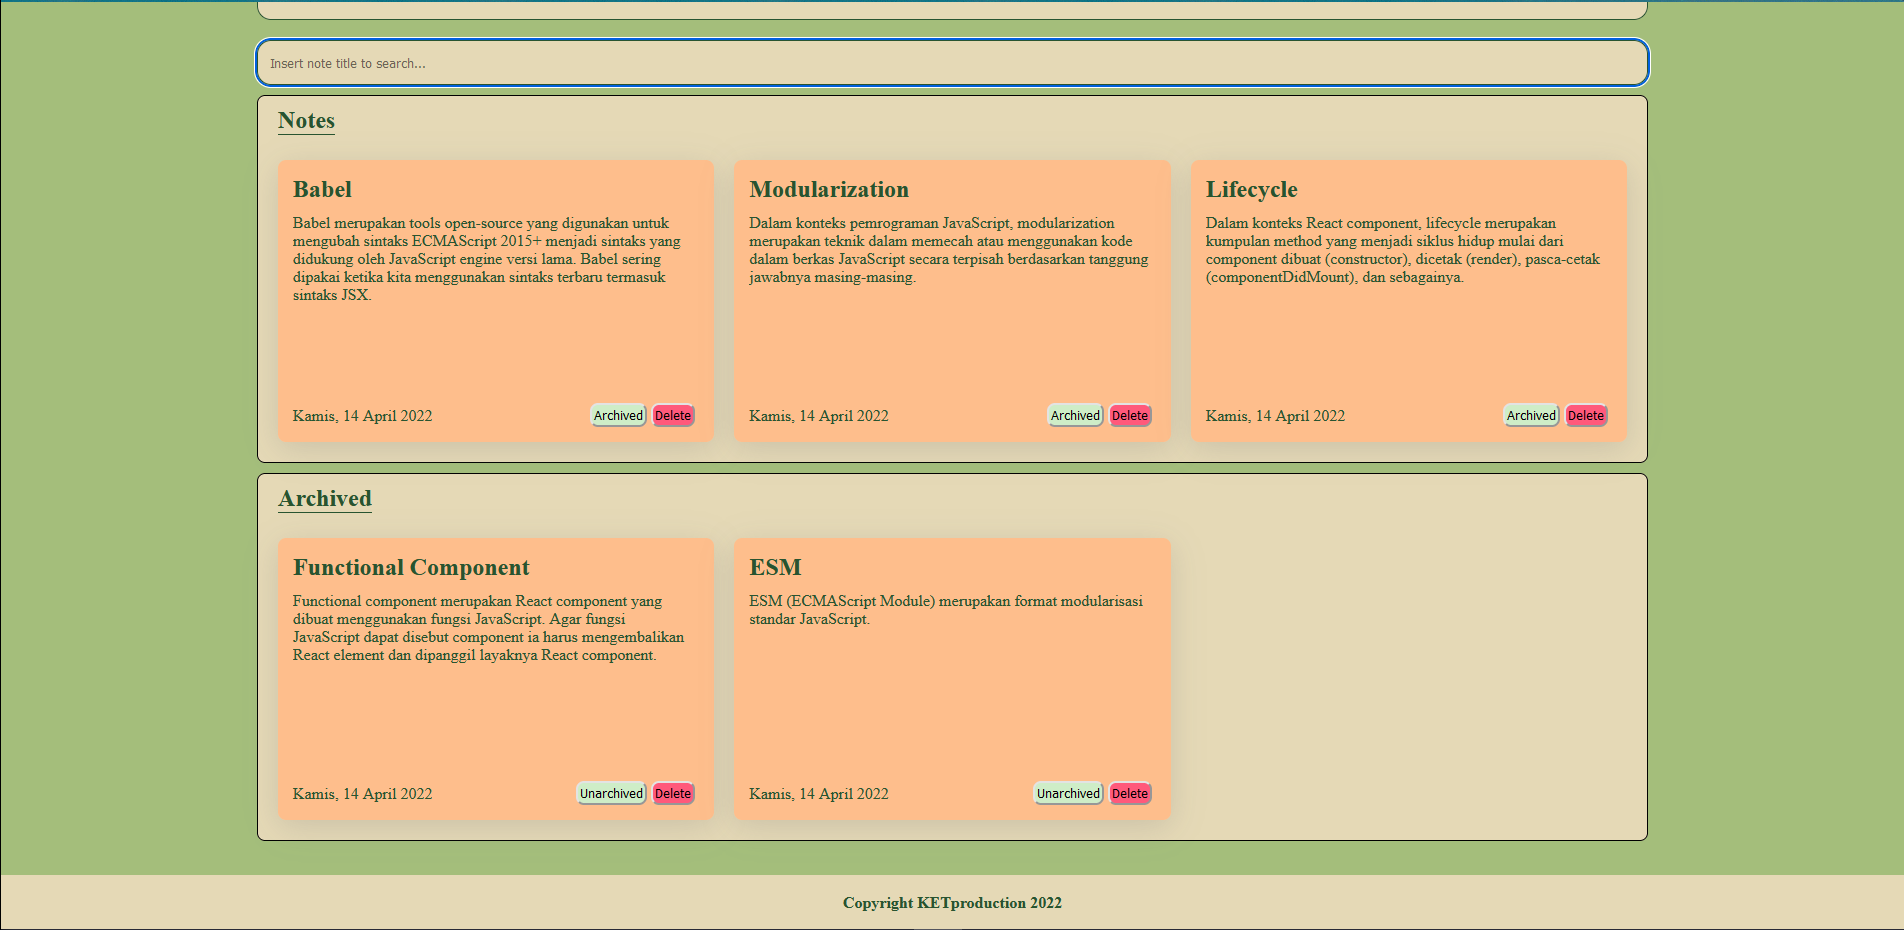 Insert note title to search...
Notes
Babel
Babel merupakan tools open-source yang digunakan untuk
mengubah sintaks ECMAScript 2015+ menjadi sintaks yang
didukung oleh JavaScript engine versi lama. Babel sering
dipakai ketika kita menggunakan sintaks terbaru termasuk
sintaks JSX.
Kamis, 14 April 2022
Archived
Delete
Modularization
Dalam konteks pemrograman JavaScript, modularization
merupakan teknik dalam memecah atau menggunakan kode
dalam berkas JavaScript secara terpisah berdasarkan tanggung
jawabnya masing-masing.
Kamis, 14 April 2022
Archived
Delete
Lifecycle
Dalam konteks React component, lifecycle merupakan
kumpulan method yang menjadi siklus hidup mulai dari
component dibuat (constructor), dicetak (render), pasca-cetak
(componentDidMount), dan sebagainya.
Kamis, 14 April 2022
Archived
Delete
Archived
Functional Component
Functional component merupakan React component yang
dibuat menggunakan fungsi JavaScript. Agar fungsi
JavaScript dapat disebut component ia harus mengembalikan
React element dan dipanggil layaknya React component.
Kamis, 14 April 2022
Unarchived
Delete
ESM
ESM (ECMAScript Module) merupakan format modularisasi
standar JavaScript.
Kamis, 14 April 2022
Unarchived
Delete
Copyright KETproduction 2022